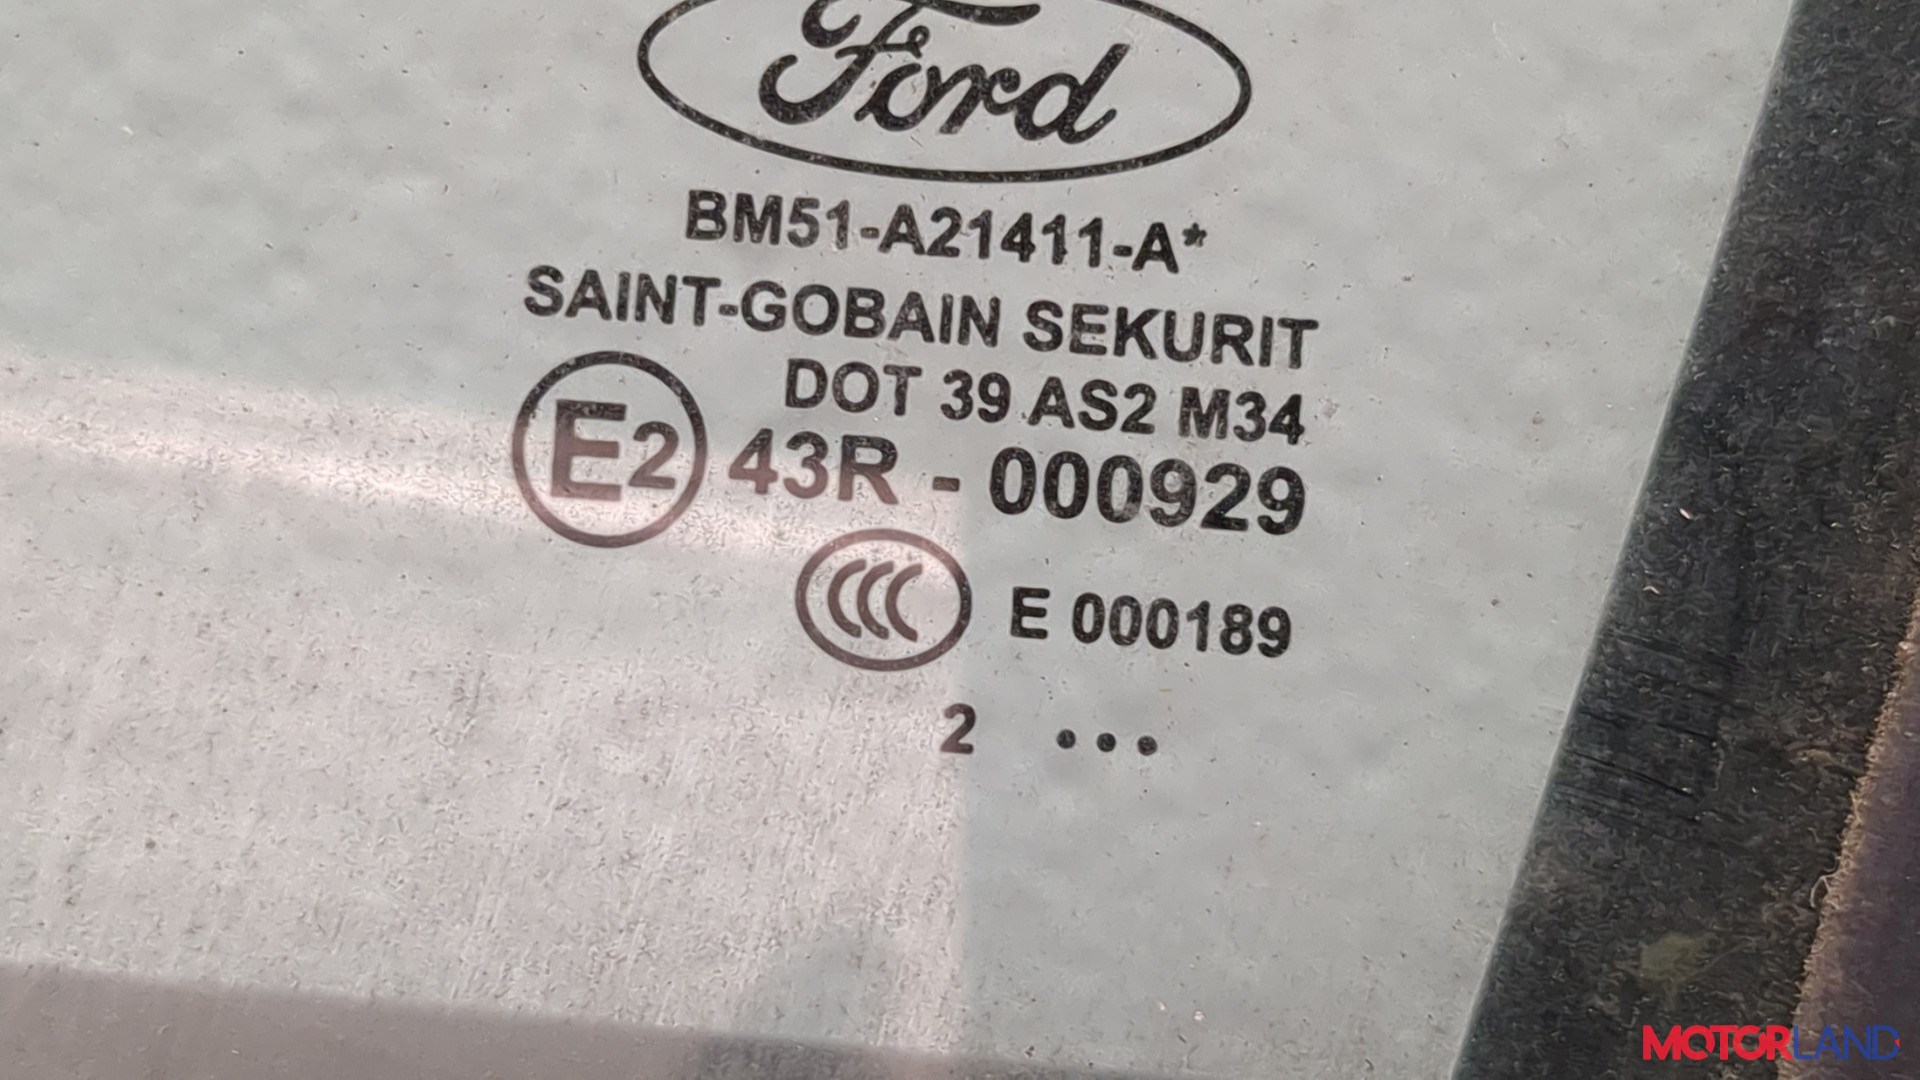 Ford
BM51-A21411-A*
SAINT-GOBAIN SEKURIT
DOT 39 AS2 M34
E2 43R - 000929
CCC E 000189
2 •••
MOTORLAND